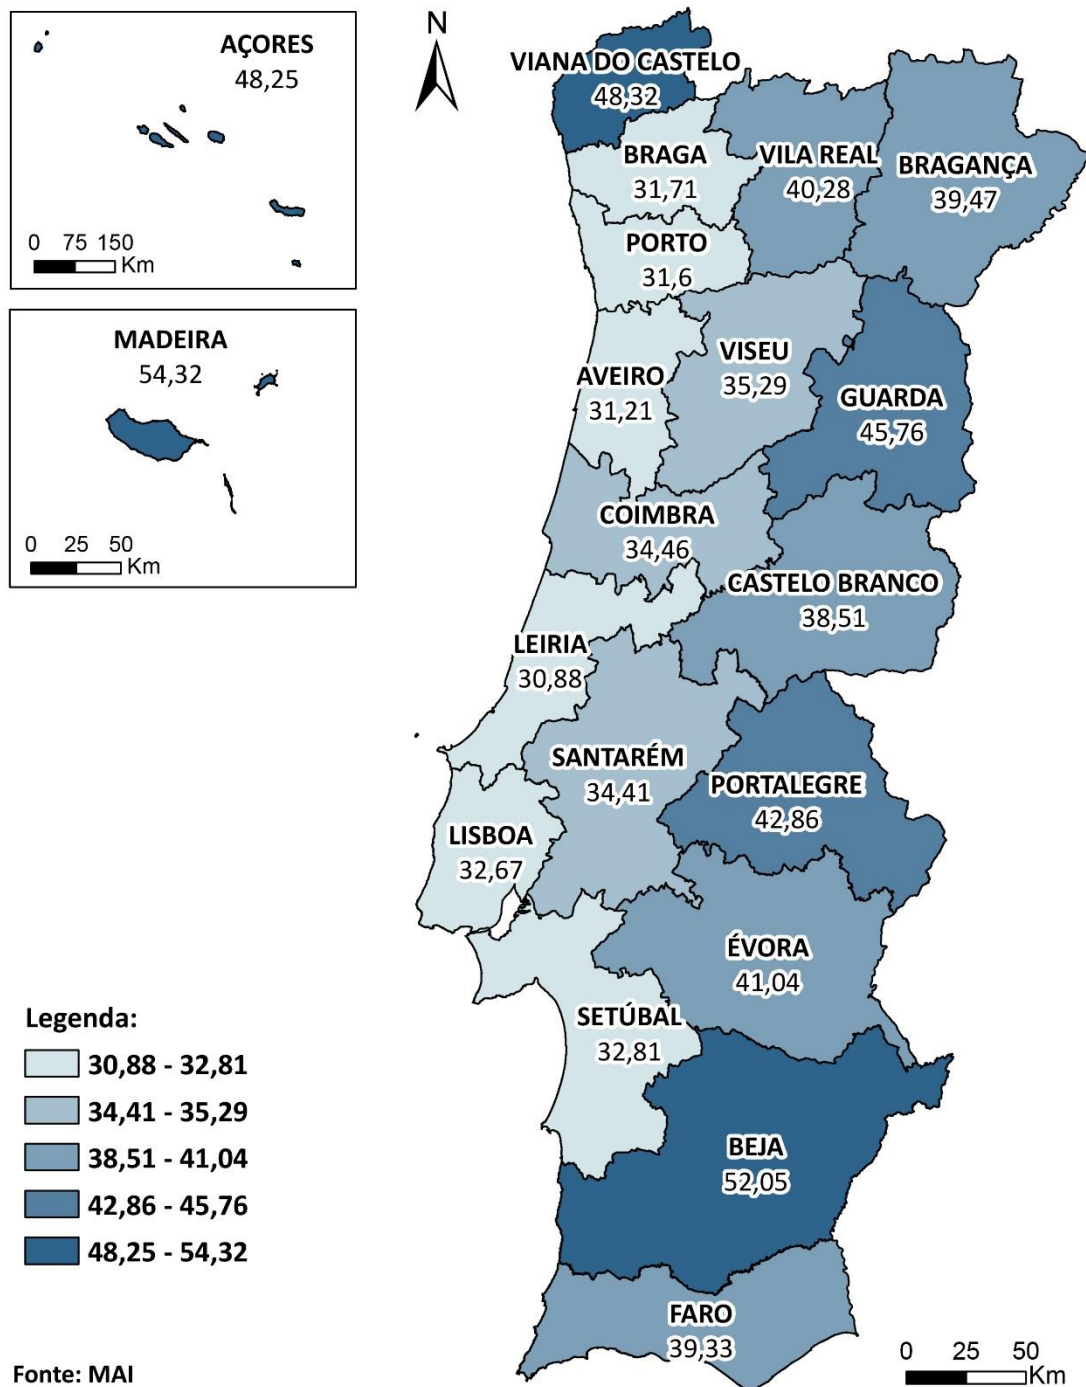 AÇORES
48,25
0 75 150
Km
MADEIRA
54,32
0 25 50
Km
N
VIANA DO CASTELO
48,32
BRAGA
31,71
VILA REAL
40,28
BRAGANÇA
39,47
PORTO
31,6
AVEIRO
31,21
VISEU
35,29
GUARDA
45,76
COIMBRA
34,46
CASTELO BRANCO
38,51
LEIRIA
30,88
SANTARÉM
34,41
PORTALEGRE
42,86
LISBOA
32,67
ÉVORA
41,04
SETÚBAL
32,81
BEJA
52,05
FARO
39,33
Legenda:
30,88 - 32,81
34,41 - 35,29
38,51 - 41,04
42,86 - 45,76
48,25 - 54,32
Fonte: MAI
0 25 50
Km